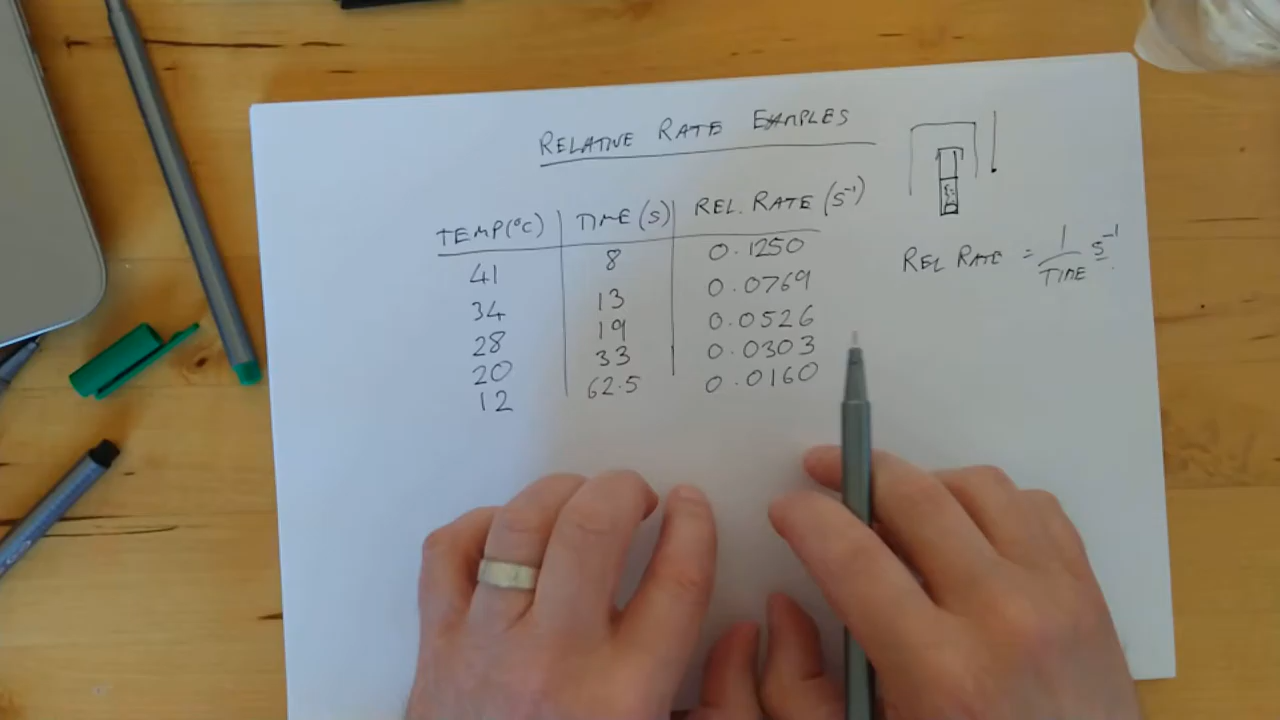 RELATIVE RATE EXAMPLES
TEMP(°C) TIME (S) REL. RATE (S⁻¹)
41 8 0.1250
34 13 0.0769
28 19 0.0526
20 33 0.0303
12 62.5 0.0160
REL RATE = 1/TIME S⁻¹